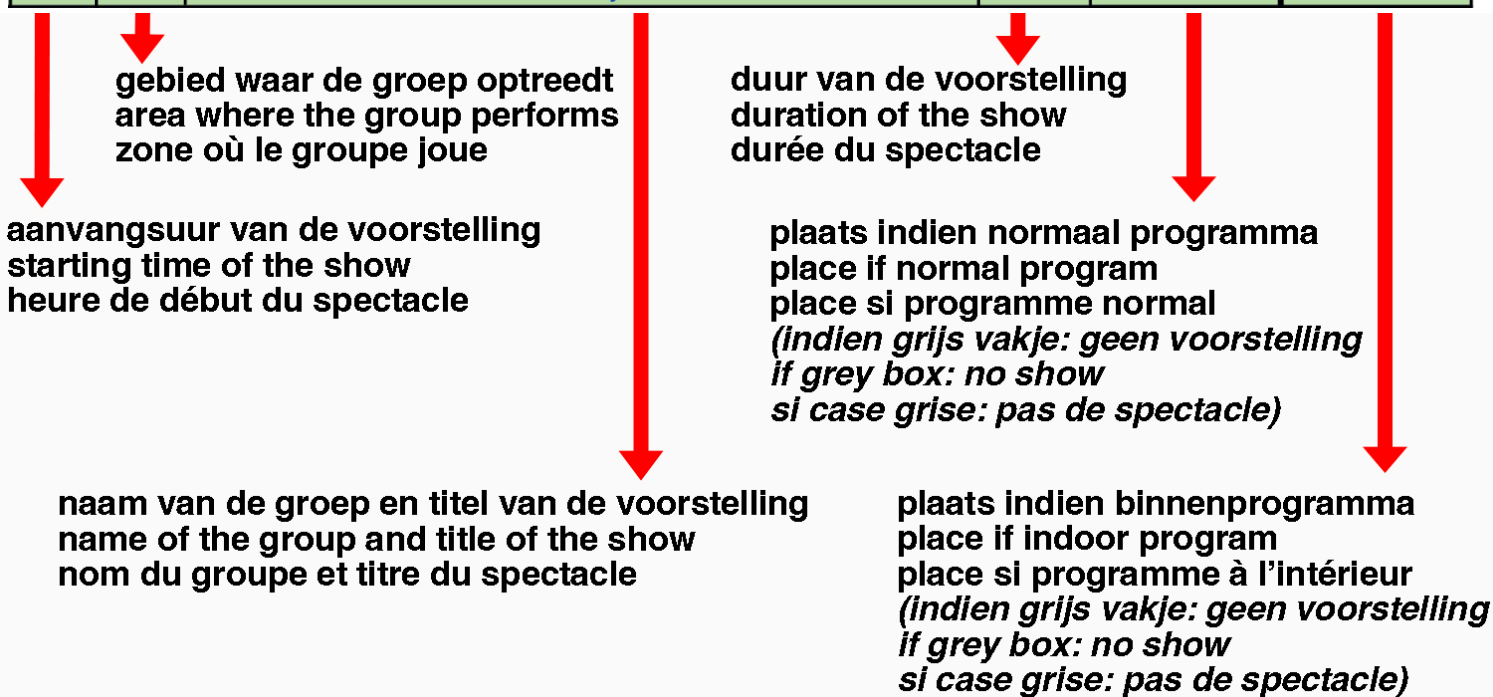 gebied waar de groep optreedt
area where the group performs
zone où le groupe joue
duur van de voorstelling
duration of the show
durée du spectacle
aanvangsuur van de voorstelling
starting time of the show
heure de début du spectacle
plaats indien normaal programma
place if normal program
place si programme normal
(indien grijs vakje: geen voorstelling
if grey box: no show
si case grise: pas de spectacle)
naam van de groep en titel van de voorstelling
name of the group and title of the show
nom du groupe et titre du spectacle
plaats indien binnenprogramma
place if indoor program
place si programme à l'intérieur
(indien grijs vakje: geen voorstelling
if grey box: no show
si case grise: pas de spectacle)